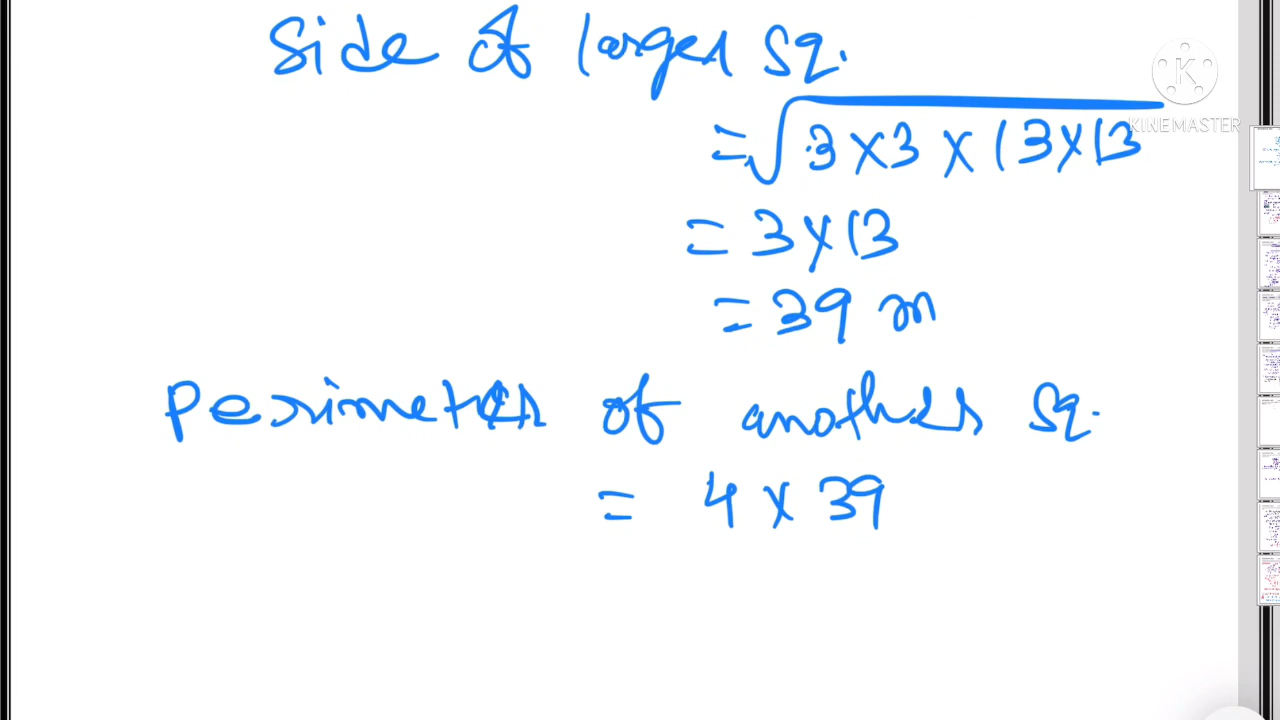 Side of larger sq.
= √3×3×13×13
= 3×13
= 39 m
Perimeter of another sq.
= 4 × 39
K
KINEMASTER